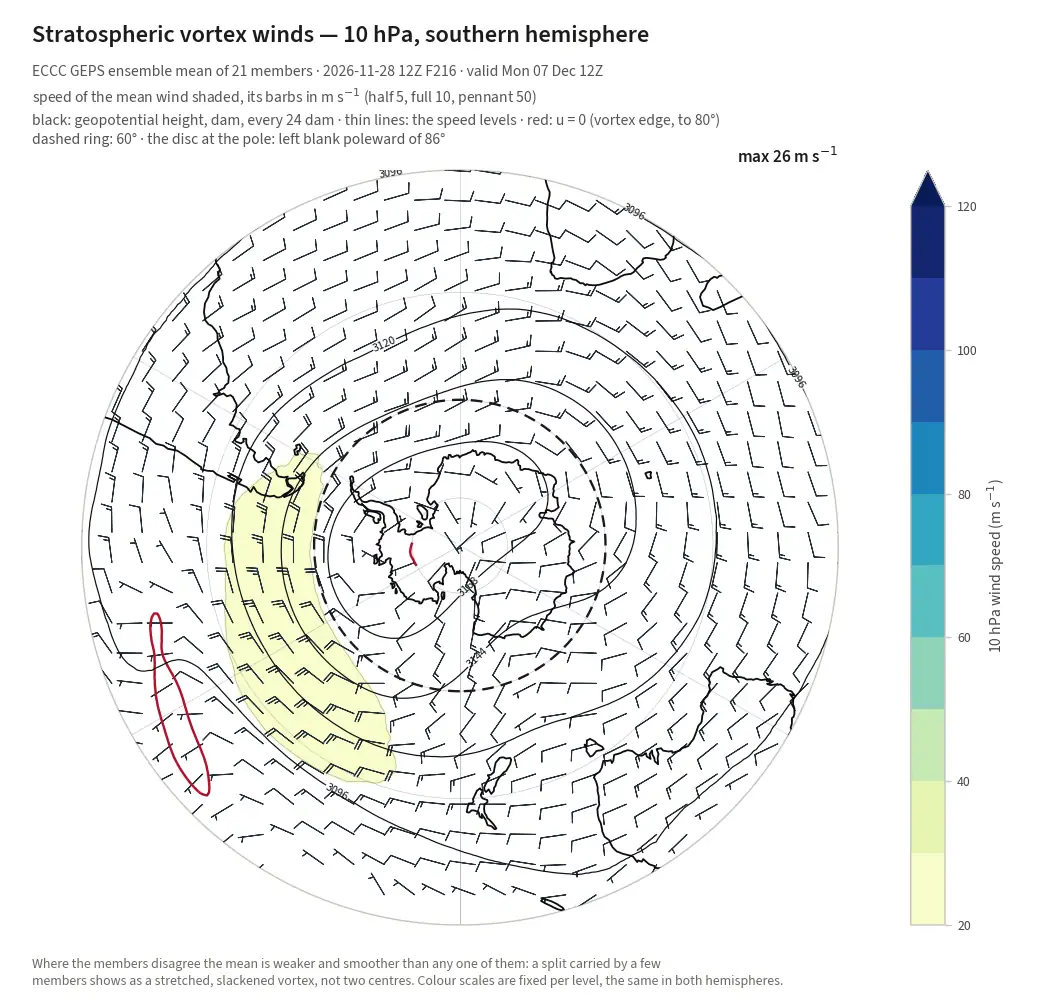 Stratospheric vortex winds — 10 hPa, southern hemisphere
ECCC GEPS ensemble mean of 21 members · 2026-11-28 12Z F216 · valid Mon 07 Dec 12Z
speed of the mean wind shaded, its barbs in m s⁻¹ (half 5, full 10, pennant 50)
black: geopotential height, dam, every 24 dam · thin lines: the speed levels · red: u = 0 (vortex edge, to 80°)
dashed ring: 60° · the disc at the pole: left blank poleward of 86°
max 26 m s⁻¹
3096
3096
3120
3096
3168
3144
3096
120
100
80
60
40
20
10 hPa wind speed (m s⁻¹)
Where the members disagree the mean is weaker and smoother than any one of them: a split carried by a few
members shows as a stretched, slackened vortex, not two centres. Colour scales are fixed per level, the same in both hemispheres.